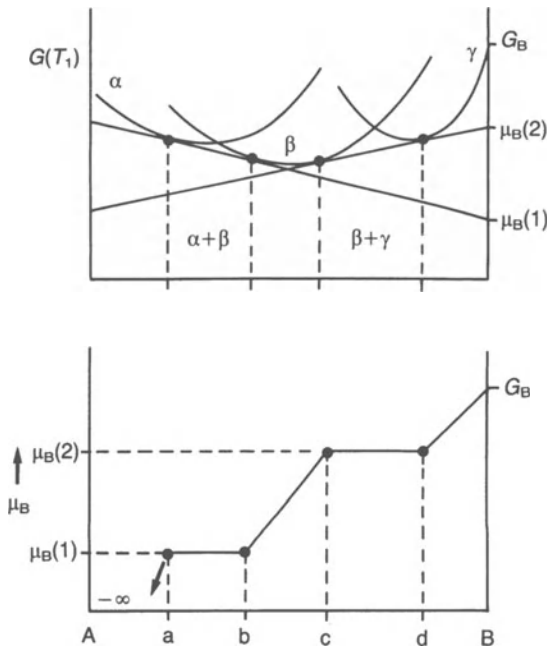 G(T₁)
α
γ
G_B
μ_B(2)
β
μ_B(1)
α+β
β+γ
G_B
μ_B(2)
μ_B
μ_B(1)
−∞
A a b c d B